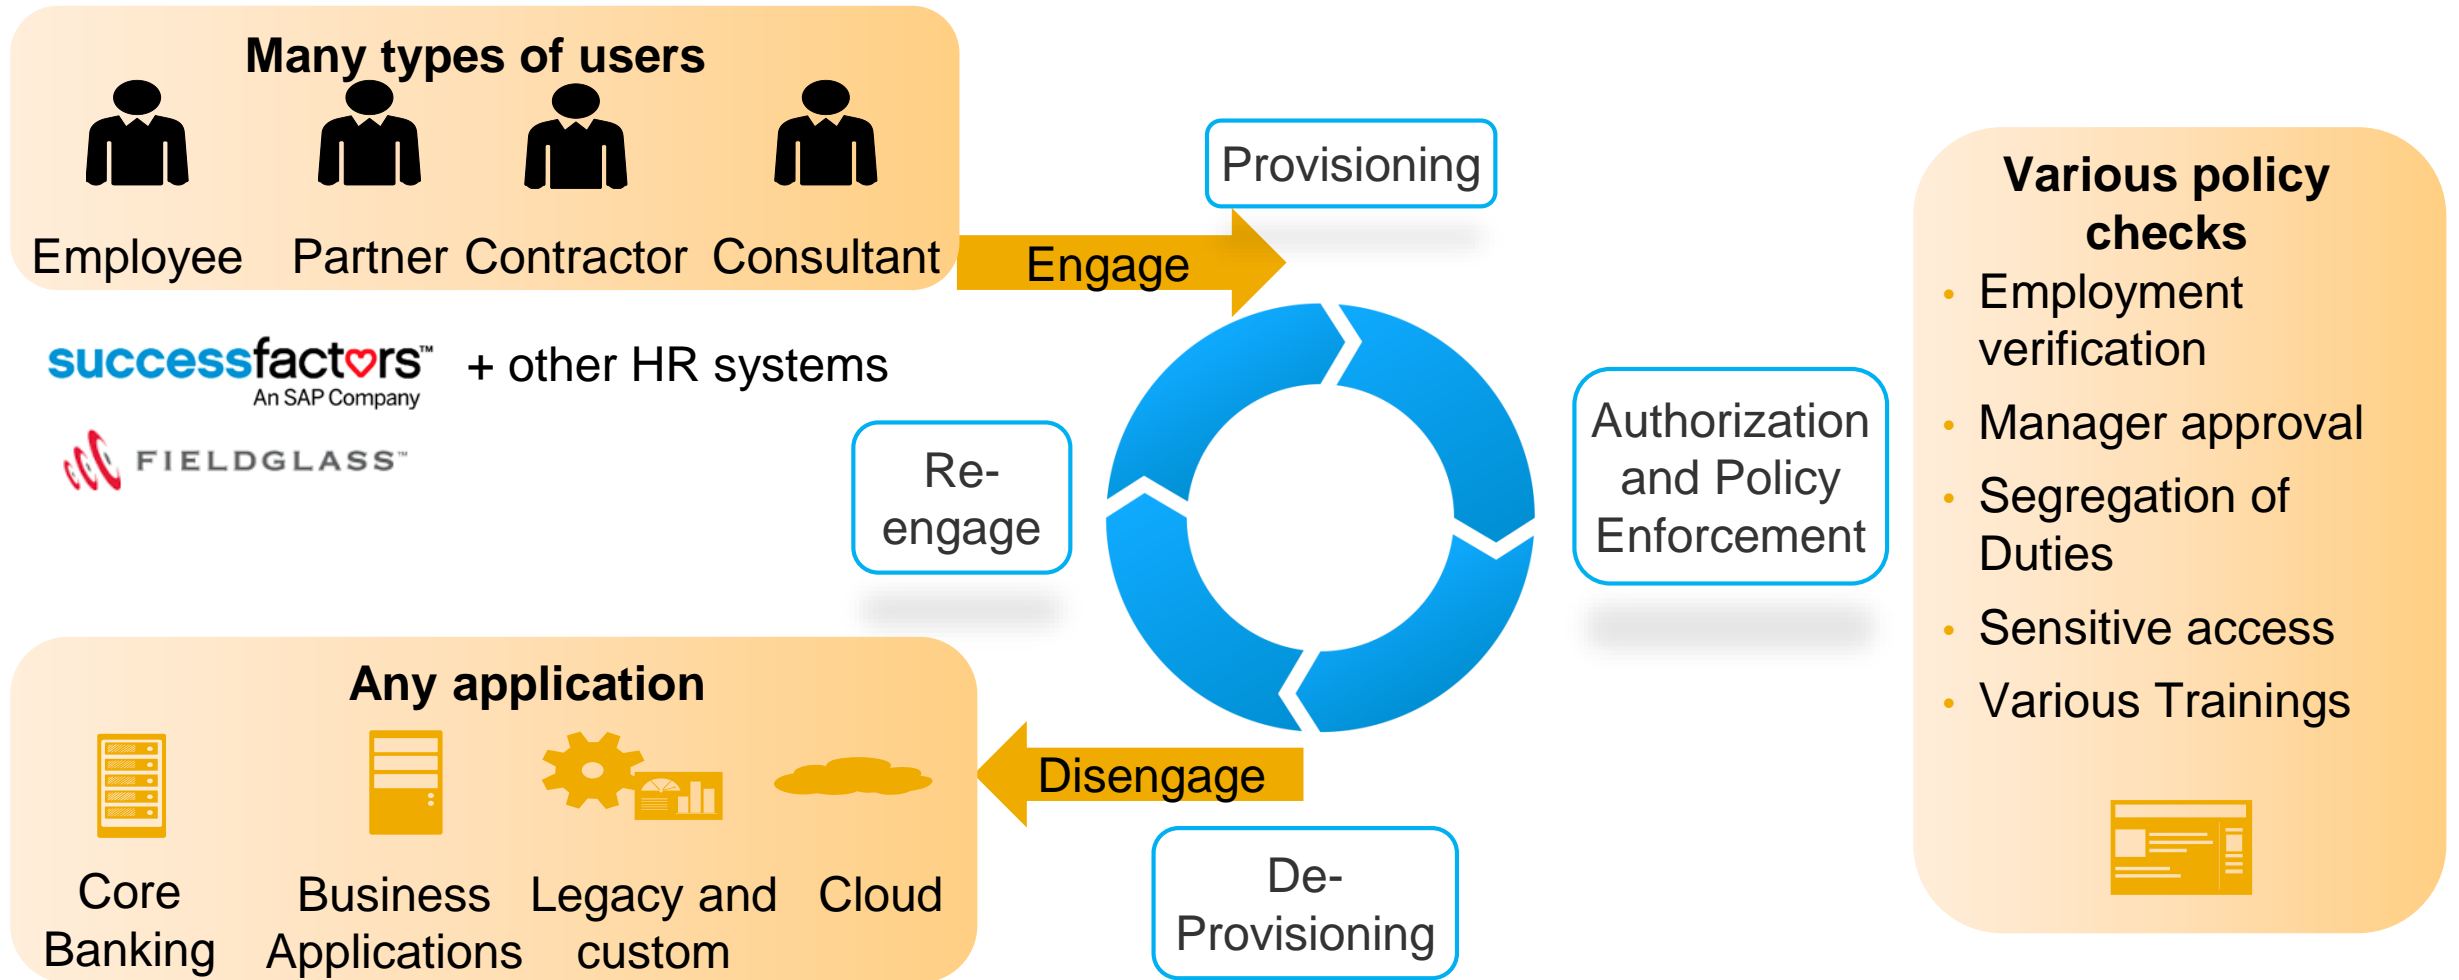 Many types of users
Employee
Partner
Contractor
Consultant
successfactors™
An SAP Company
+ other HR systems
FIELDGLASS™
Engage
Provisioning
Authorization
and Policy
Enforcement
De-
Provisioning
Re-
engage
Disengage
Any application
Core
Banking
Business
Applications
Legacy and
custom
Cloud
Various policy
checks
• Employment
verification
• Manager approval
• Segregation of
Duties
• Sensitive access
• Various Trainings